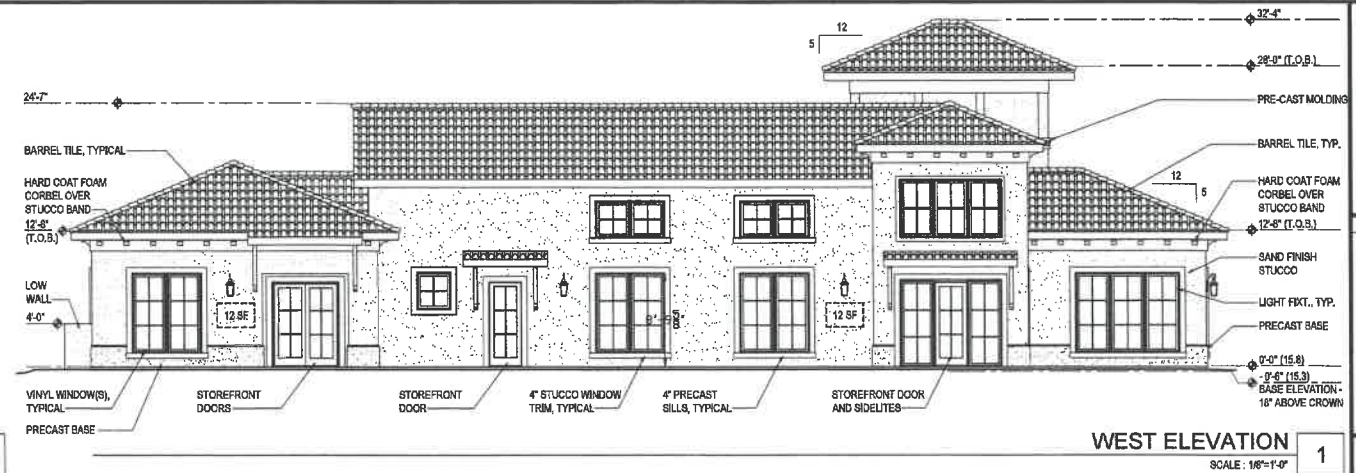 32'-4"
12
5
28'-0" (T.O.B.)
24'-7"
PRE-CAST MOLDING
BARREL TILE, TYPICAL
BARREL TILE, TYP.
12
5
HARD COAT FOAM
CORBEL OVER
STUCCO BAND
12'-8"
(T.O.B.)
HARD COAT FOAM
CORBEL OVER
STUCCO BAND
12'-8" (T.O.B.)
SAND FINISH
STUCCO
LOW
WALL
4'-0"
12 SF
12 SF
LIGHT FIXT., TYP.
PRECAST BASE
0'-0" (15.8)
- 0'-6" (15.3)
BASE ELEVATION -
18" ABOVE CROWN
VINYL WINDOW(S),
TYPICAL
STOREFRONT
DOORS
STOREFRONT
DOOR
4" STUCCO WINDOW
TRIM, TYPICAL
4" PRECAST
SILLS, TYPICAL
STOREFRONT DOOR
AND SIDELITES
PRECAST BASE
WEST ELEVATION
1
SCALE : 1/8"=1'-0"